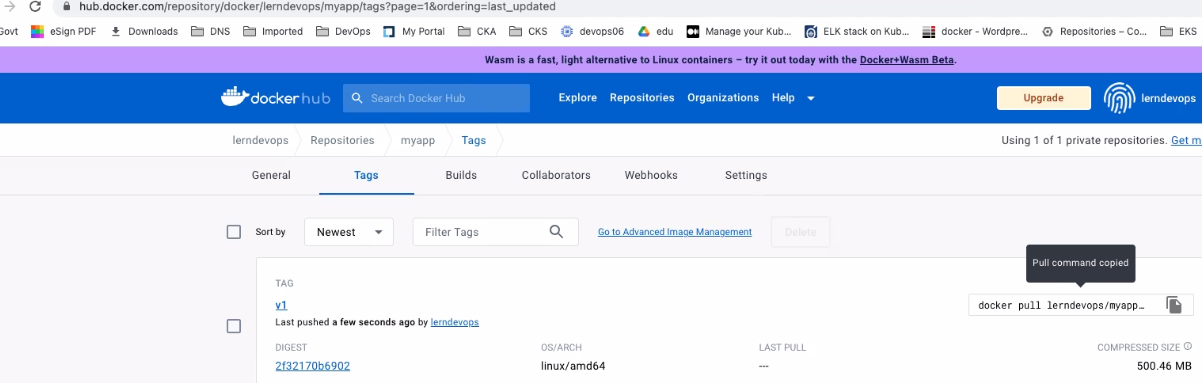 hub.docker.com/repository/docker/lerndevops/myapp/tags?page=1&ordering=last_updated
Govt eSign PDF Downloads DNS Imported DevOps My Portal CKA CKS devops06 edu Manage your Kub... ELK stack on Kub... docker - Wordpre... Repositories – Co... EKS
Wasm is a fast, light alternative to Linux containers – try it out today with the Docker+Wasm Beta.
dockerhub Search Docker Hub Explore Repositories Organizations Help Upgrade lerndevops
lerndevops Repositories myapp Tags Using 1 of 1 private repositories. Get m
General Tags Builds Collaborators Webhooks Settings
Sort by Newest Filter Tags Go to Advanced Image Management Delete
Pull command copied
TAG
v1 docker pull lerndevops/myapp…
Last pushed a few seconds ago by lerndevops
DIGEST OS/ARCH LAST PULL COMPRESSED SIZE
2f32170b6902 linux/amd64 --- 500.46 MB